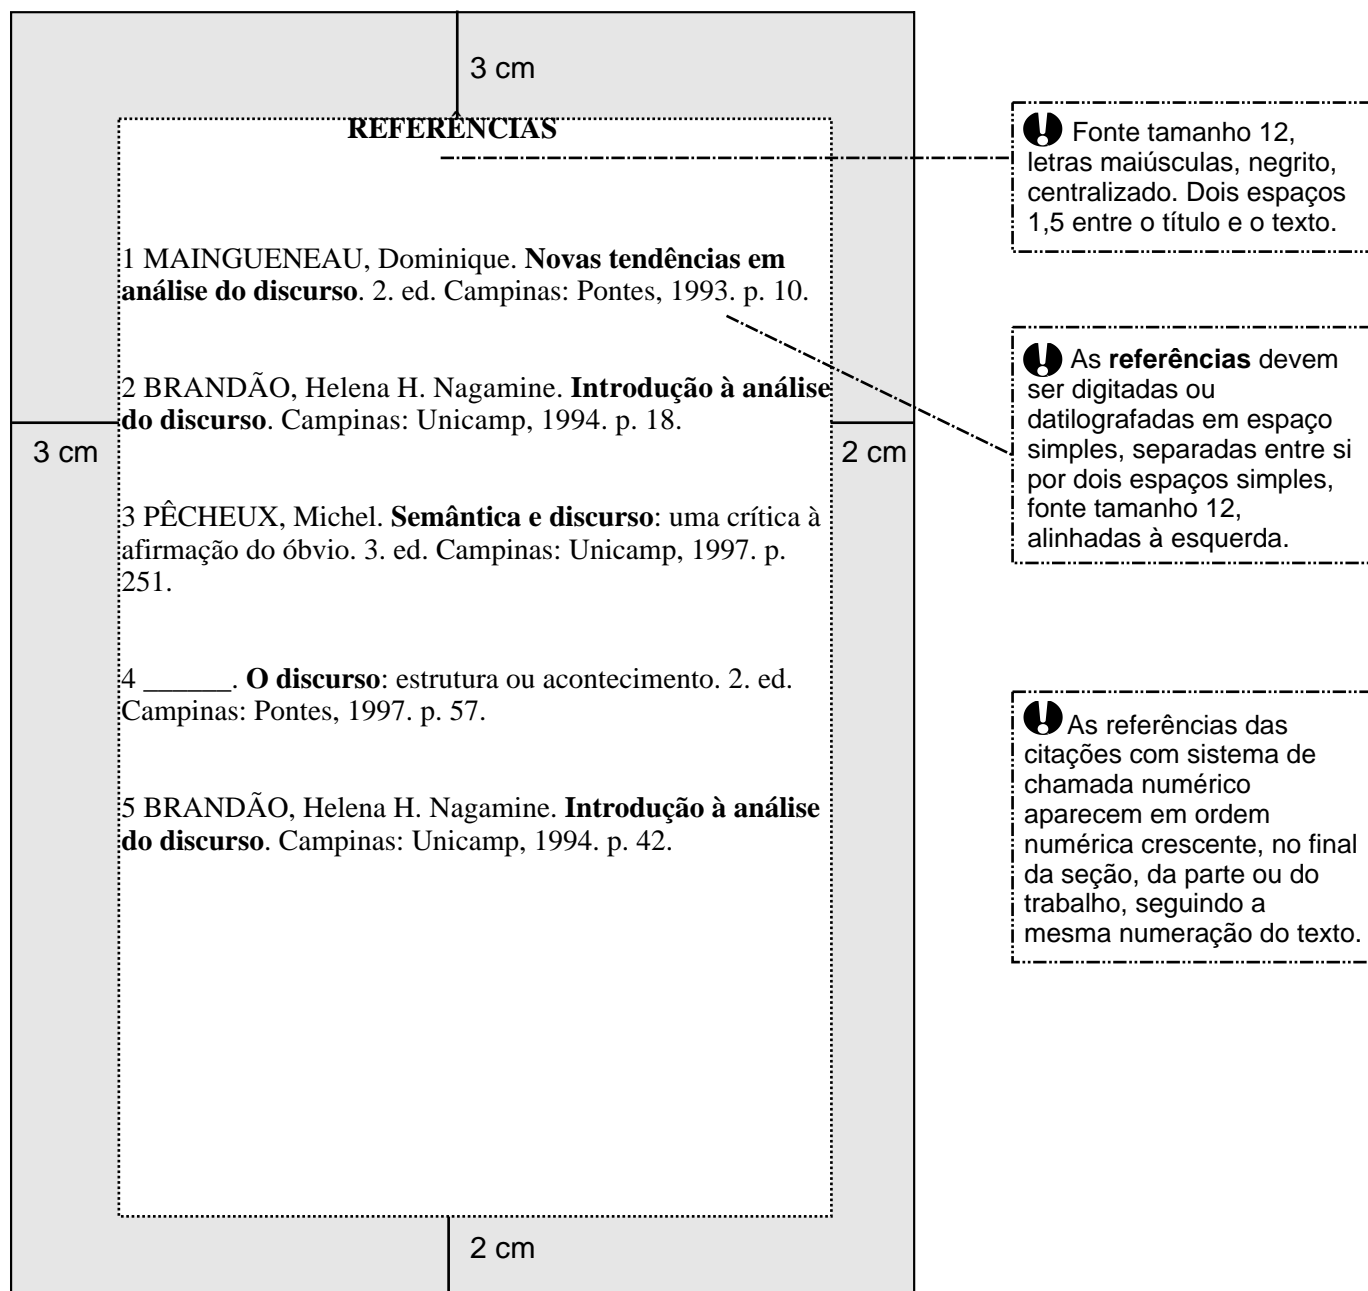 3 cm
REFERÊNCIAS
1 MAINGUENEAU, Dominique. Novas tendências em
análise do discurso. 2. ed. Campinas: Pontes, 1993. p. 10.
2 BRANDÃO, Helena H. Nagamine. Introdução à análise
do discurso. Campinas: Unicamp, 1994. p. 18.
3 cm
2 cm
3 PÊCHEUX, Michel. Semântica e discurso: uma crítica à
afirmação do óbvio. 3. ed. Campinas: Unicamp, 1997. p.
251.
4 ______. O discurso: estrutura ou acontecimento. 2. ed.
Campinas: Pontes, 1997. p. 57.
5 BRANDÃO, Helena H. Nagamine. Introdução à análise
do discurso. Campinas: Unicamp, 1994. p. 42.
2 cm
Fonte tamanho 12,
letras maiúsculas, negrito,
centralizado. Dois espaços
1,5 entre o título e o texto.
As referências devem
ser digitadas ou
datilografadas em espaço
simples, separadas entre si
por dois espaços simples,
fonte tamanho 12,
alinhadas à esquerda.
As referências das
citações com sistema de
chamada numérico
aparecem em ordem
numérica crescente, no final
da seção, da parte ou do
trabalho, seguindo a
mesma numeração do texto.